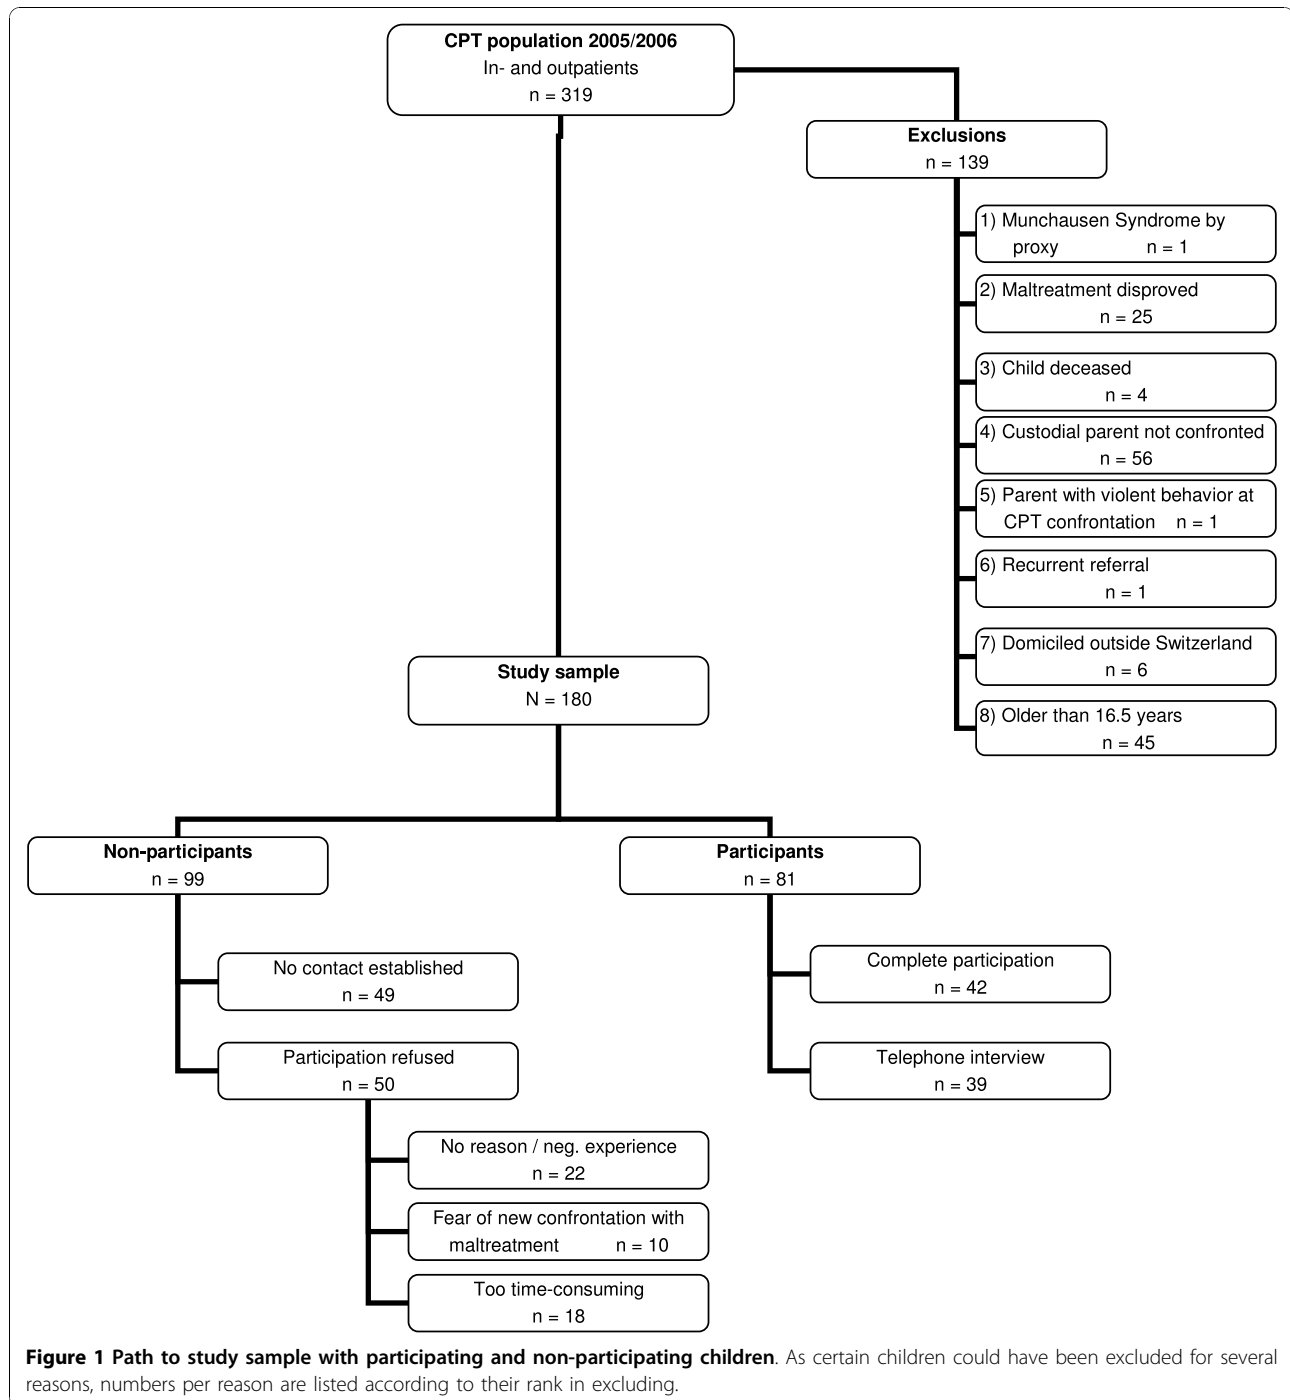 CPT population 2005/2006
In- and outpatients
n = 319
Exclusions
n = 139
1) Munchausen Syndrome by
proxy n = 1
2) Maltreatment disproved
n = 25
3) Child deceased
n = 4
4) Custodial parent not confronted
n = 56
5) Parent with violent behavior at
CPT confrontation n = 1
6) Recurrent referral
n = 1
7) Domiciled outside Switzerland
n = 6
8) Older than 16.5 years
n = 45
Study sample
N = 180
Non-participants
n = 99
No contact established
n = 49
Participation refused
n = 50
No reason / neg. experience
n = 22
Fear of new confrontation with
maltreatment n = 10
Too time-consuming
n = 18
Participants
n = 81
Complete participation
n = 42
Telephone interview
n = 39
Figure 1 Path to study sample with participating and non-participating children. As certain children could have been excluded for several
reasons, numbers per reason are listed according to their rank in excluding.